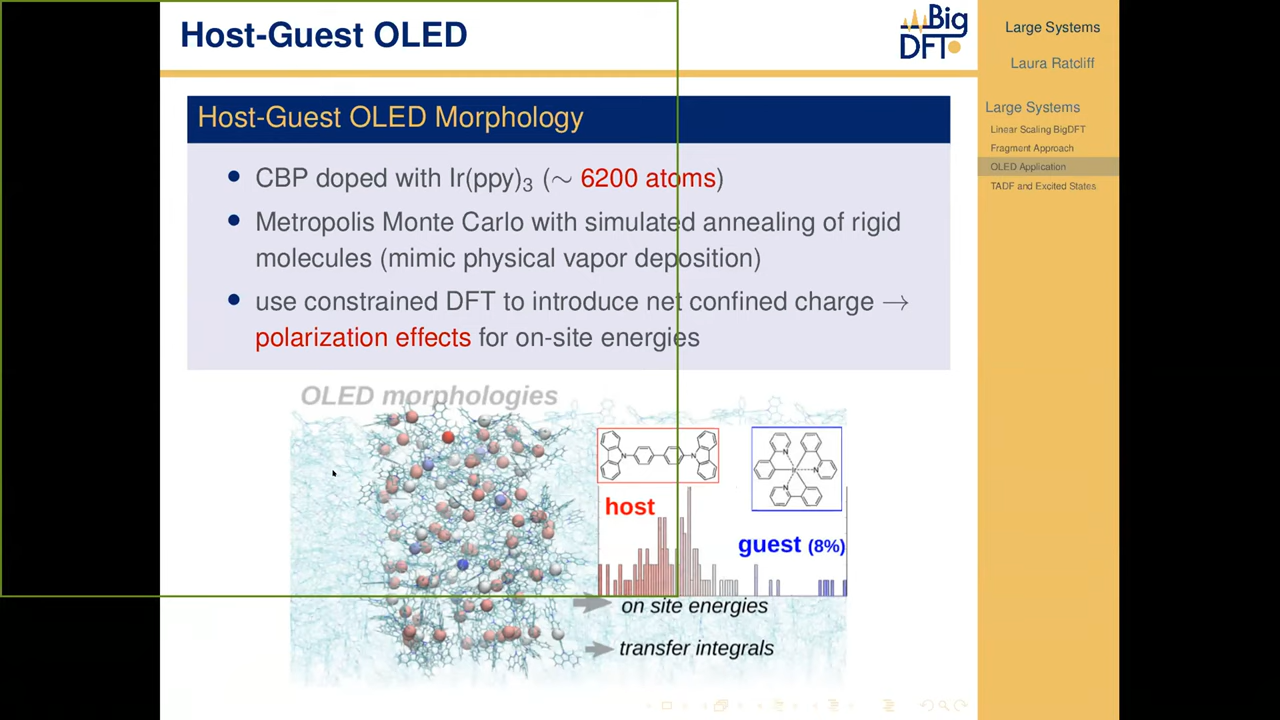 Host-Guest OLED
Big
DFT
Large Systems
Laura Ratcliff
Large Systems
Linear Scaling BigDFT
Fragment Approach
OLED Application
TADF and Excited States
Host-Guest OLED Morphology
• CBP doped with Ir(ppy)₃ (∼ 6200 atoms)
• Metropolis Monte Carlo with simulated annealing of rigid
molecules (mimic physical vapor deposition)
• use constrained DFT to introduce net confined charge →
polarization effects for on-site energies
OLED morphologies
N
N
N
N
Ir
N
host
guest (8%)
on site energies
transfer integrals